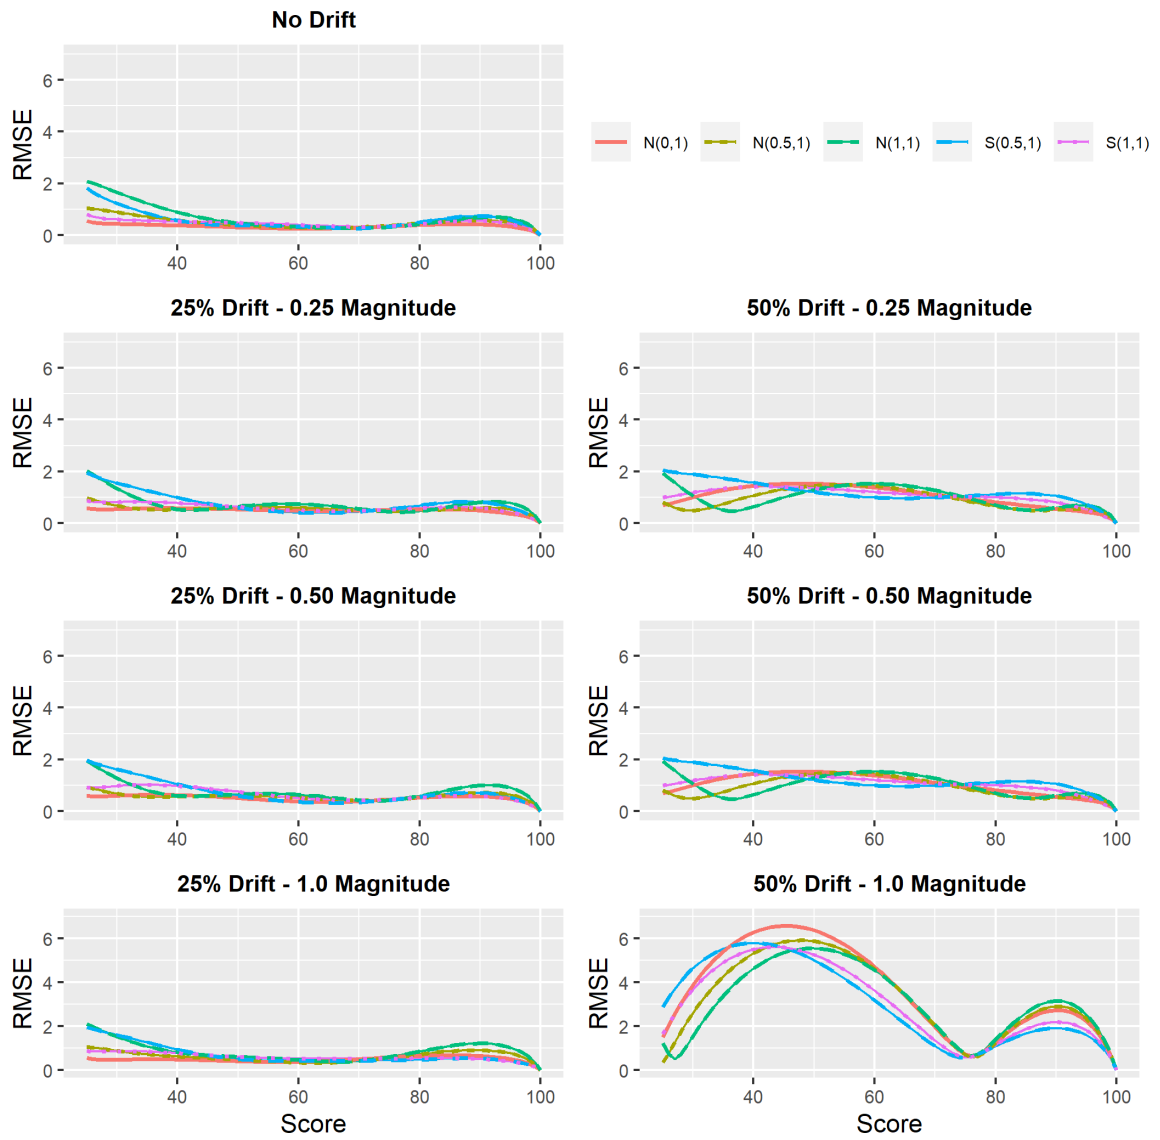 No Drift
RMSE
6
4
2
0
40 60 80 100
N(0,1) N(0.5,1) N(1,1) S(0.5,1) S(1,1)
25% Drift - 0.25 Magnitude
RMSE
6
4
2
0
40 60 80 100
50% Drift - 0.25 Magnitude
RMSE
6
4
2
0
40 60 80 100
25% Drift - 0.50 Magnitude
RMSE
6
4
2
0
40 60 80 100
50% Drift - 0.50 Magnitude
RMSE
6
4
2
0
40 60 80 100
25% Drift - 1.0 Magnitude
RMSE
6
4
2
0
40 60 80 100
Score
50% Drift - 1.0 Magnitude
RMSE
6
4
2
0
40 60 80 100
Score